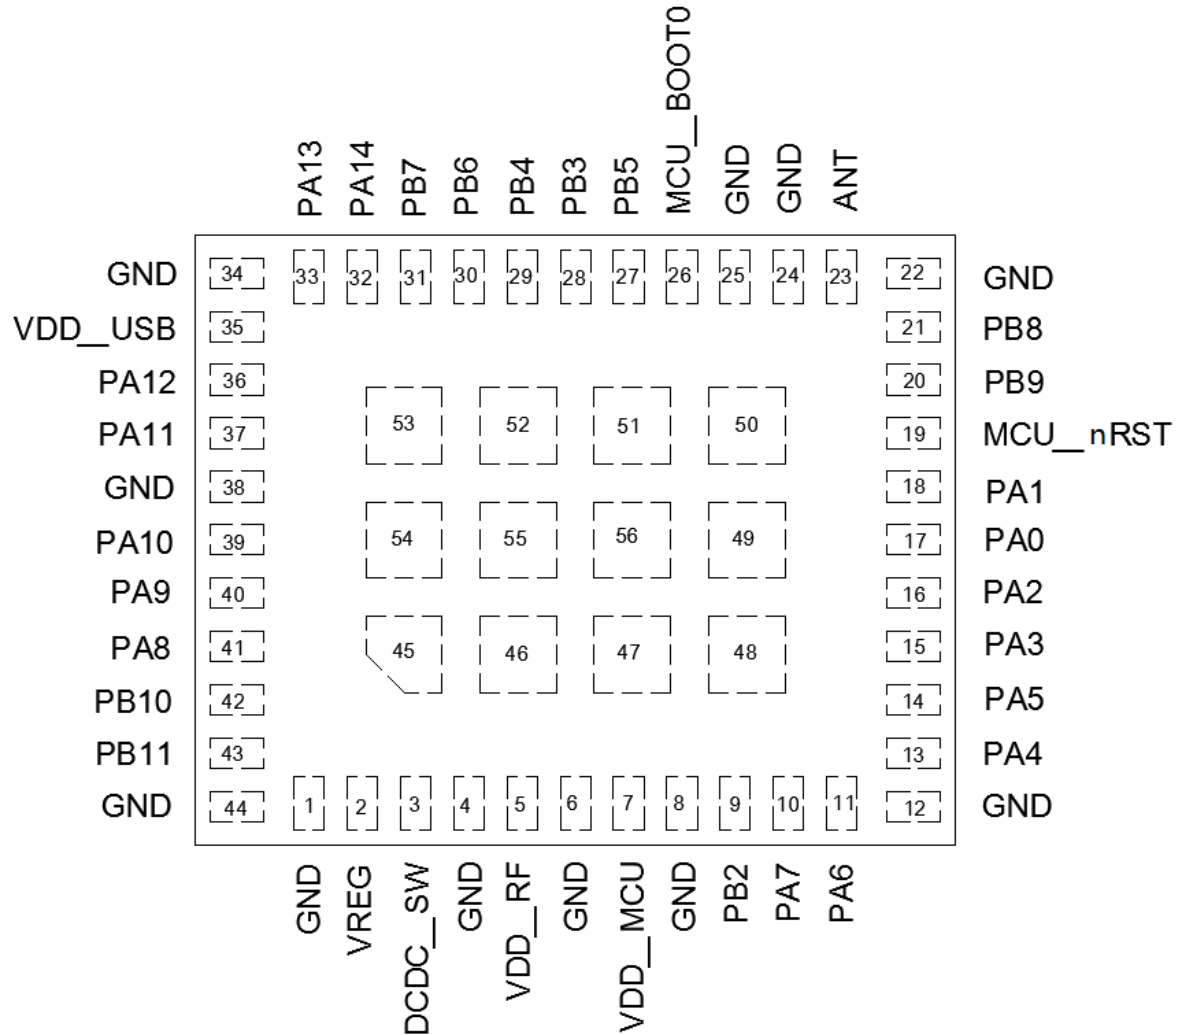 MCU__BOOT0
PA13 PA14 PB7 PB6 PB4 PB3 PB5 GND GND ANT
33 32 31 30 29 28 27 26 25 24 23
GND 34 22 GND
VDD__USB 35 21 PB8
PA12 36 20 PB9
PA11 37 53 52 51 50 19 MCU__nRST
GND 38 18 PA1
PA10 39 54 55 56 49 17 PA0
PA9 40 16 PA2
PA8 41 45 46 47 48 15 PA3
PB10 42 14 PA5
PB11 43 13 PA4
GND 44 1 2 3 4 5 6 7 8 9 10 11 12 GND
GND VREG DCDC__SW GND VDD__RF GND VDD__MCU GND PB2 PA7 PA6